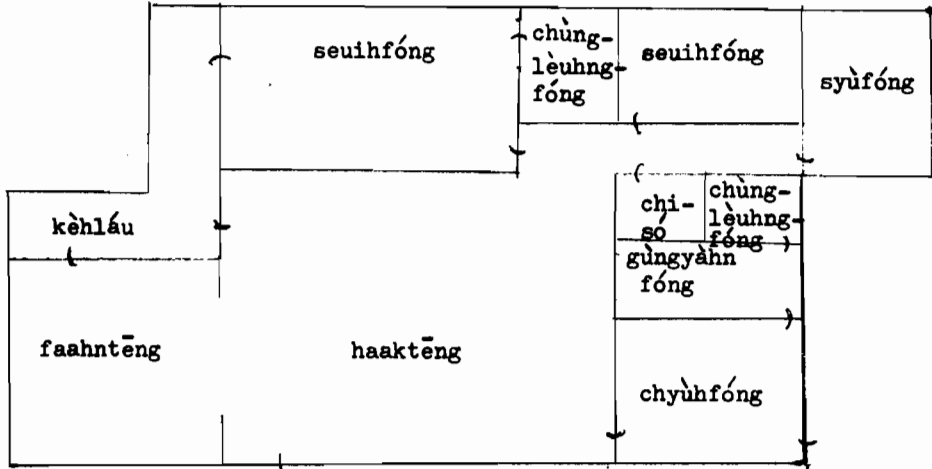 seuihfóng
chùng-
lèuhng-
fóng
seuihfóng
syùfóng
kèhláu
chi-
só
chùng-
lèuhng-
fóng
gùngyàhn
fóng
faahntēng
haaktēng
chyùhfóng